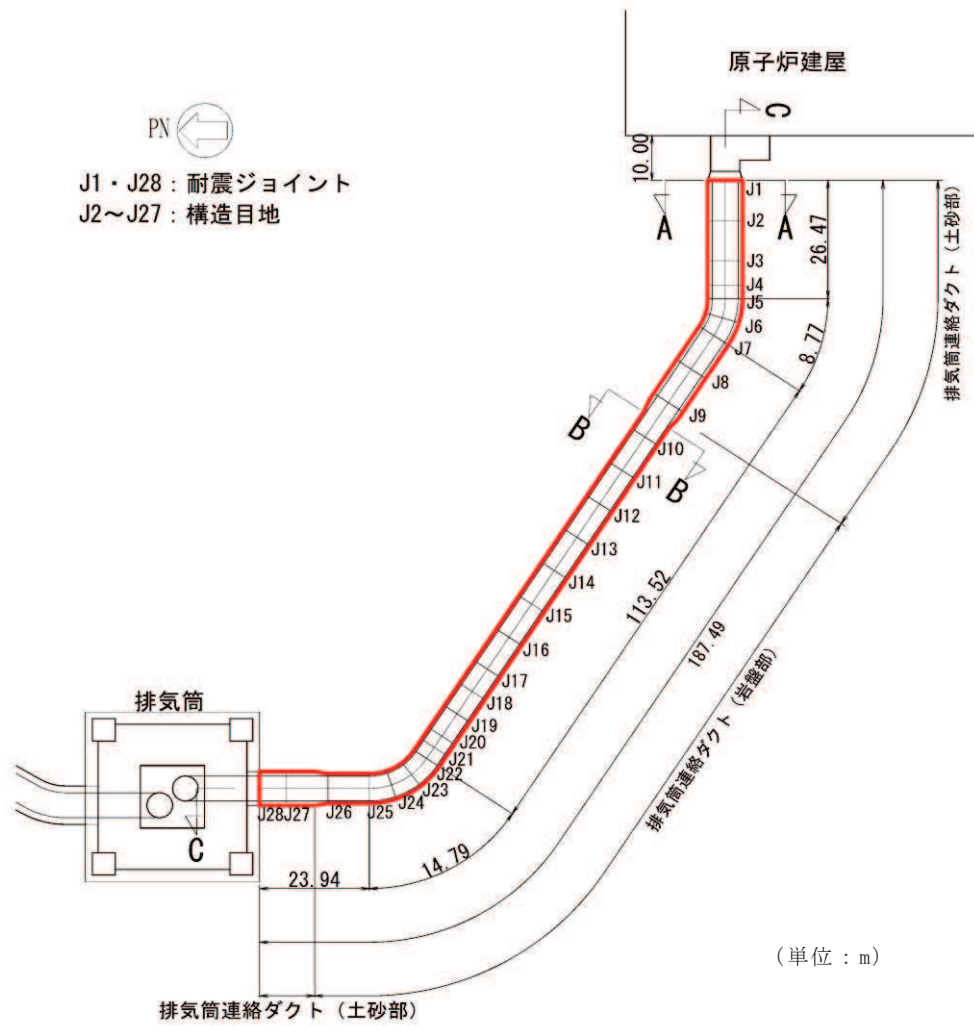 原子炉建屋
C
PN
10.00
J1・J28：耐震ジョイント
J2～J27：構造目地
J1
A
A
J2
26.47
排気筒連絡ダクト（土砂部）
J3
J4
J5
J6
J7
8.77
J8
J9
B
J10
B
J11
J12
J13
J14
113.52
J15
J16
187.49
J17
J18
排気筒
J19
J20
J21
J22
J23
J24
J25
J26
J28J27
C
14.79
23.94
排気筒連絡ダクト（岩盤部）
（単位：m）
排気筒連絡ダクト（土砂部）